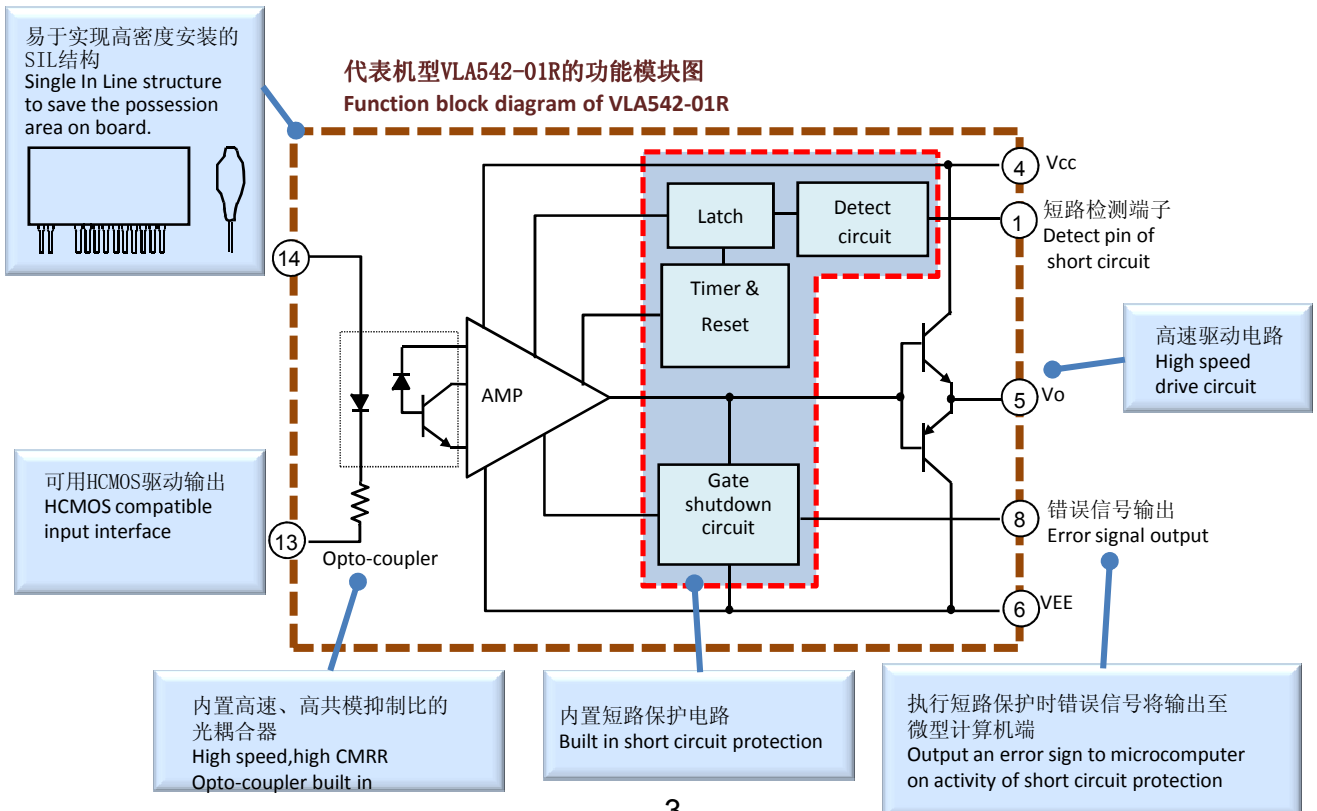 易于实现高密度安装的
SIL结构
Single In Line structure
to save the possession
area on board.
代表机型VLA542-01R的功能模块图
Function block diagram of VLA542-01R
4
Vcc
Latch
Detect
circuit
1
短路检测端子
Detect pin of
short circuit
14
Timer &
Reset
高速驱动电路
High speed
drive circuit
AMP
5
Vo
可用HCMOS驱动输出
HCMOS compatible
input interface
Gate
shutdown
circuit
8
错误信号输出
Error signal output
13
Opto-coupler
6
VEE
内置高速、高共模抑制比的
光耦合器
High speed,high CMRR
Opto-coupler built in
内置短路保护电路
Built in short circuit protection
执行短路保护时错误信号将输出至
微型计算机端
Output an error sign to microcomputer
on activity of short circuit protection
3